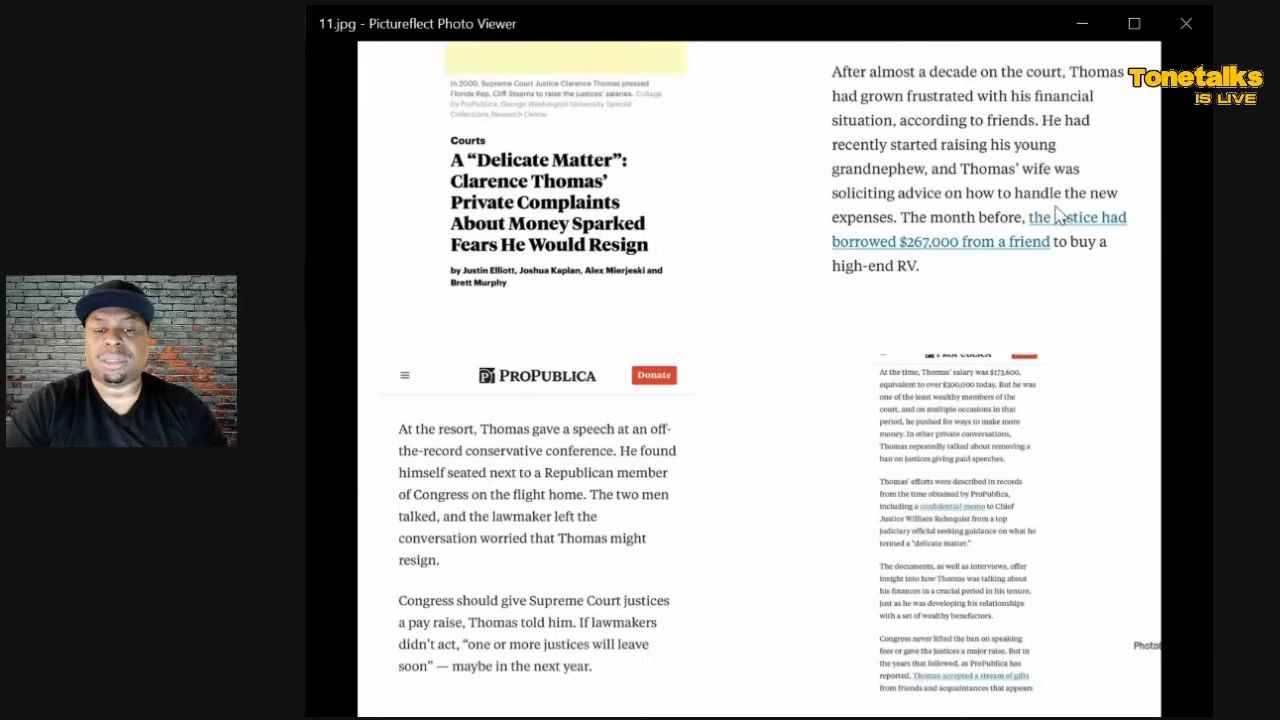 11.jpg - Pictureflect Photo Viewer
Tonetalks
IS LIVE
In 2000, Supreme Court Justice Clarence Thomas pressed
Florida Rep. Cliff Stearns to raise the justices' salaries. Collage
by ProPublica. George Washington University Special
Collections Research Center.
Courts
A “Delicate Matter”:
Clarence Thomas’
Private Complaints
About Money Sparked
Fears He Would Resign
by Justin Elliott, Joshua Kaplan, Alex Mierjeski and
Brett Murphy
After almost a decade on the court, Thomas
had grown frustrated with his financial
situation, according to friends. He had
recently started raising his young
grandnephew, and Thomas’ wife was
soliciting advice on how to handle the new
expenses. The month before, the justice had
borrowed $267,000 from a friend to buy a
high-end RV.
PROPUBLICA
Donate
At the resort, Thomas gave a speech at an off-
the-record conservative conference. He found
himself seated next to a Republican member
of Congress on the flight home. The two men
talked, and the lawmaker left the
conversation worried that Thomas might
resign.
Congress should give Supreme Court justices
a pay raise, Thomas told him. If lawmakers
didn’t act, “one or more justices will leave
soon” — maybe in the next year.
PROPUBLICA
At the time, Thomas’ salary was $173,600,
equivalent to over $300,000 today. But he was
one of the least wealthy members of the
court, and on multiple occasions in that
period, he pushed for ways to make more
money. In other private conversations,
Thomas repeatedly talked about removing a
ban on justices giving paid speeches.
Thomas’ efforts were described in records
from the time obtained by ProPublica,
including a confidential memo to Chief
Justice William Rehnquist from a top
judiciary official seeking guidance on what he
termed a “delicate matter.”
The documents, as well as interviews, offer
insight into how Thomas was talking about
his finances in a crucial period in his tenure,
just as he was developing his relationships
with a set of wealthy benefactors.
Congress never lifted the ban on speaking
fees or gave the justices a major raise. But in
the years that followed, as ProPublica has
reported, Thomas accepted a stream of gifts
from friends and acquaintances that appears